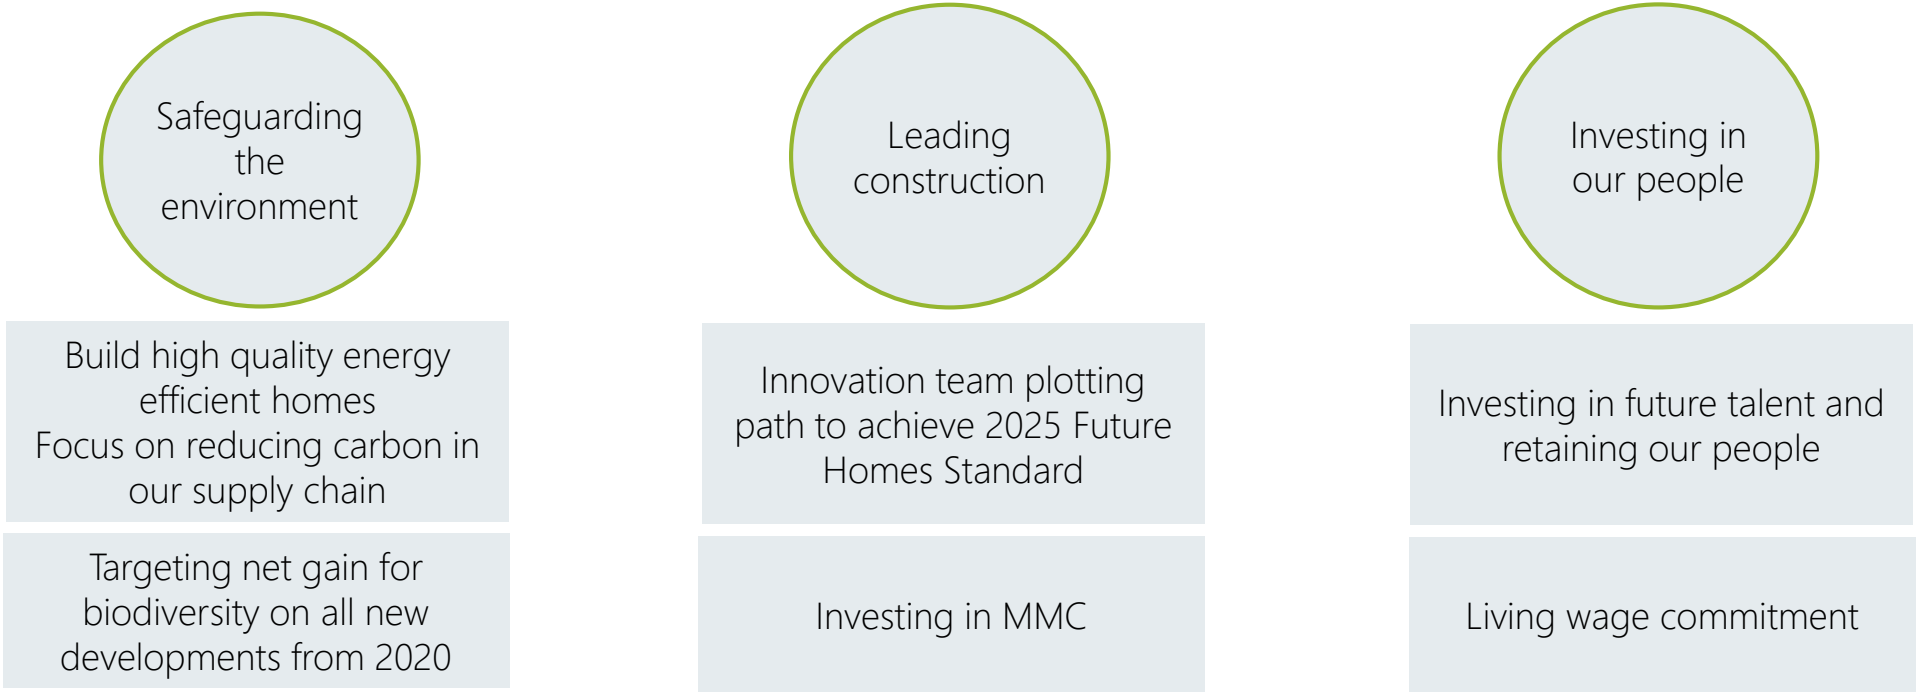 Safeguarding
the
environment
Build high quality energy
efficient homes
Focus on reducing carbon in
our supply chain
Targeting net gain for
biodiversity on all new
developments from 2020
Leading
construction
Innovation team plotting
path to achieve 2025 Future
Homes Standard
Investing in MMC
Investing in
our people
Investing in future talent and
retaining our people
Living wage commitment